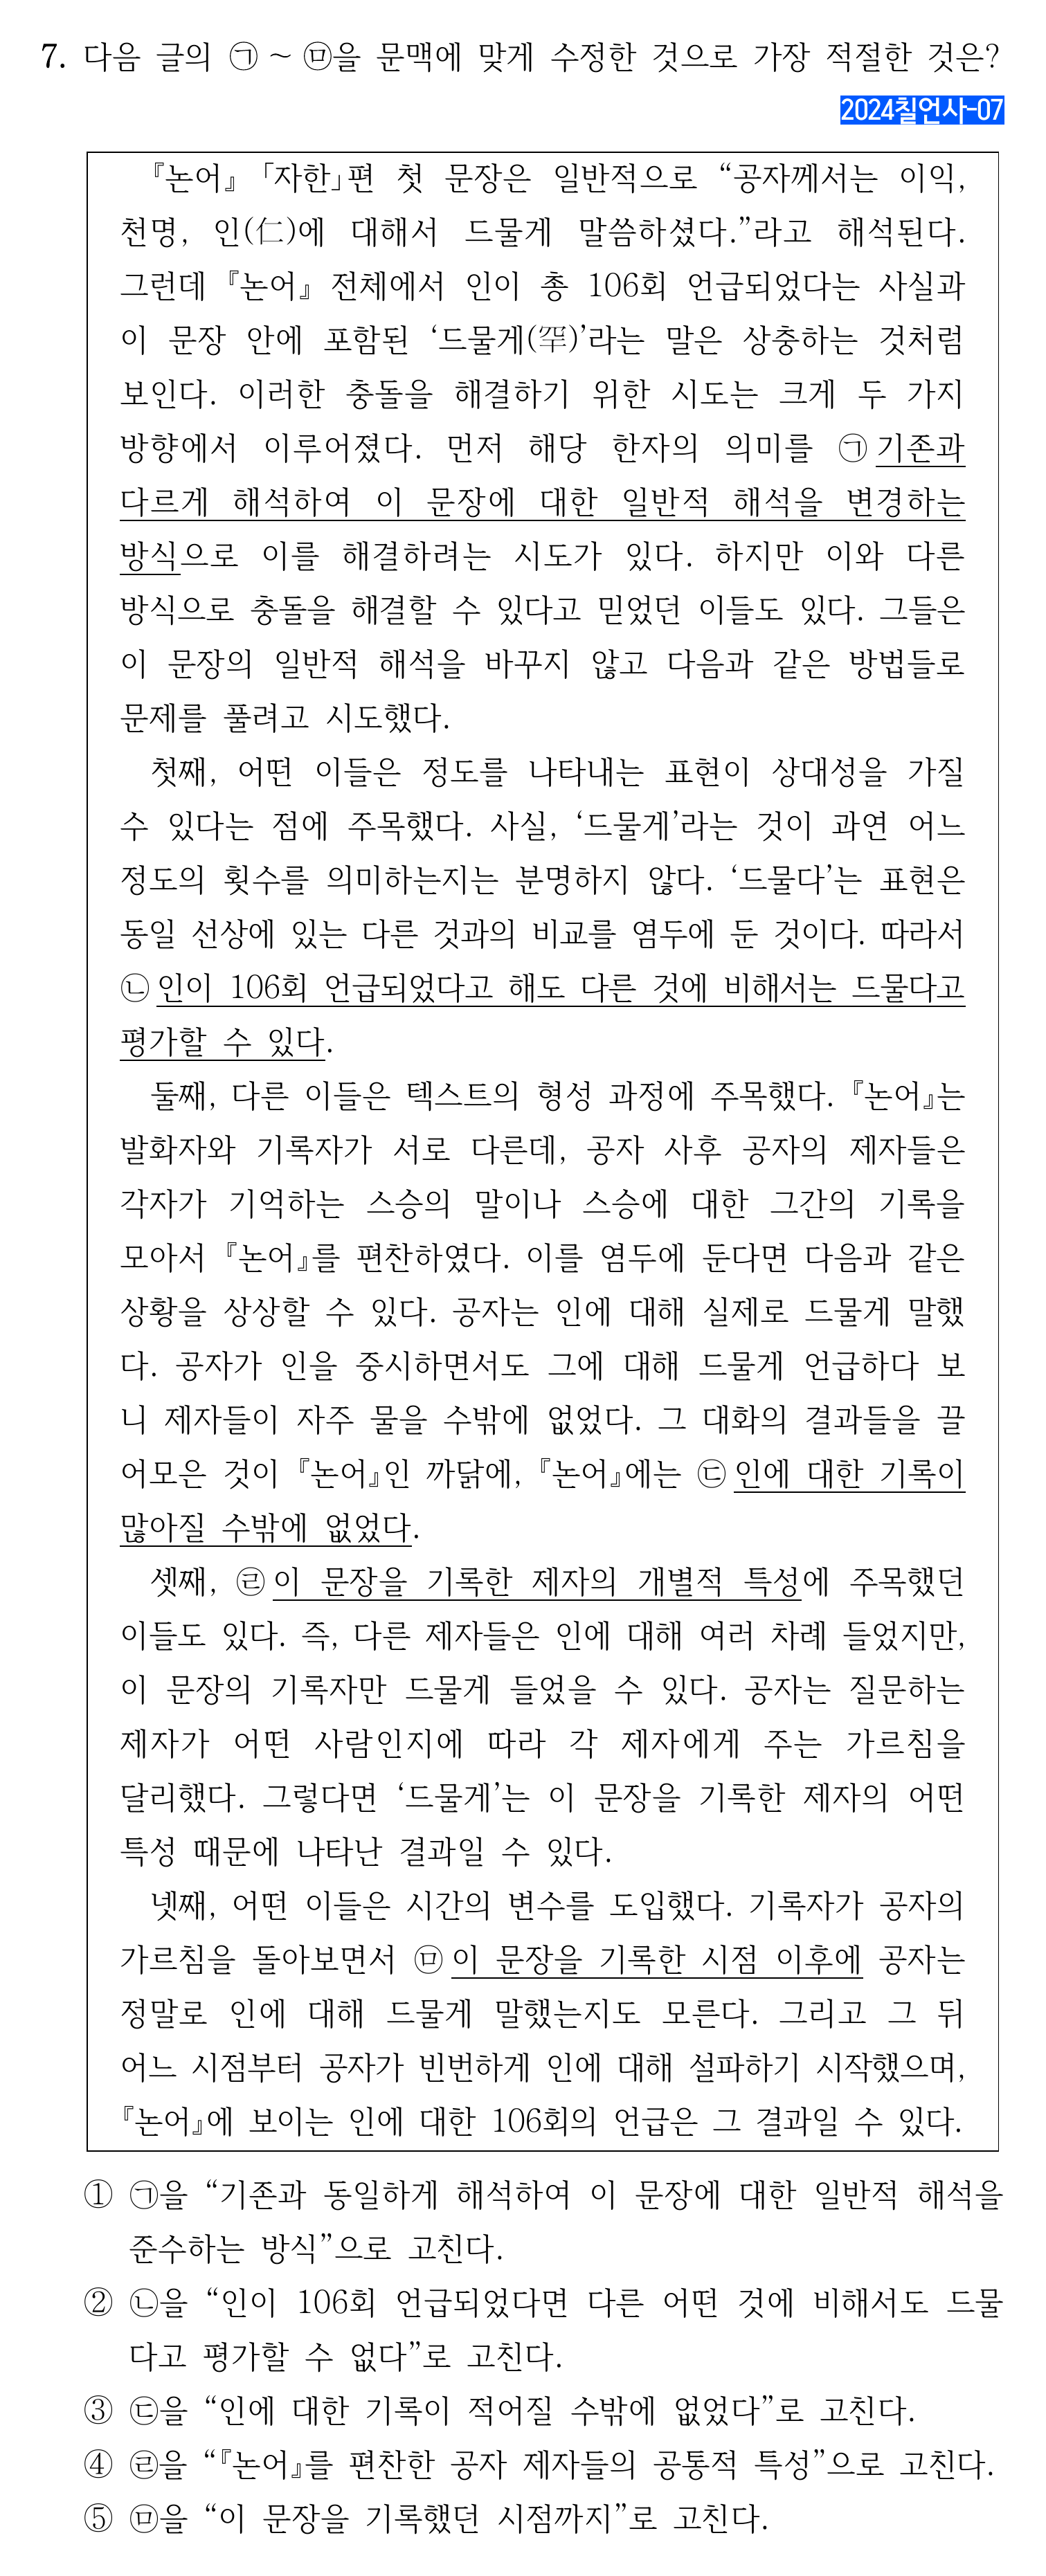 7. 다음 글의 ㉠ ~ ㉤을 문맥에 맞게 수정한 것으로 가장 적절한 것은?
2024칠언사-07
『논어』 「자한」편 첫 문장은 일반적으로 “공자께서는 이익,
천명, 인(仁)에 대해서 드물게 말씀하셨다.”라고 해석된다.
그런데 『논어』 전체에서 인이 총 106회 언급되었다는 사실과
이 문장 안에 포함된 ‘드물게(罕)’라는 말은 상충하는 것처럼
보인다. 이러한 충돌을 해결하기 위한 시도는 크게 두 가지
방향에서 이루어졌다. 먼저 해당 한자의 의미를 ㉠기존과
다르게 해석하여 이 문장에 대한 일반적 해석을 변경하는
방식으로 이를 해결하려는 시도가 있다. 하지만 이와 다른
방식으로 충돌을 해결할 수 있다고 믿었던 이들도 있다. 그들은
이 문장의 일반적 해석을 바꾸지 않고 다음과 같은 방법들로
문제를 풀려고 시도했다.
첫째, 어떤 이들은 정도를 나타내는 표현이 상대성을 가질
수 있다는 점에 주목했다. 사실, ‘드물게’라는 것이 과연 어느
정도의 횟수를 의미하는지는 분명하지 않다. ‘드물다’는 표현은
동일 선상에 있는 다른 것과의 비교를 염두에 둔 것이다. 따라서
㉡인이 106회 언급되었다고 해도 다른 것에 비해서는 드물다고
평가할 수 있다.
둘째, 다른 이들은 텍스트의 형성 과정에 주목했다. 『논어』는
발화자와 기록자가 서로 다른데, 공자 사후 공자의 제자들은
각자가 기억하는 스승의 말이나 스승에 대한 그간의 기록을
모아서 『논어』를 편찬하였다. 이를 염두에 둔다면 다음과 같은
상황을 상상할 수 있다. 공자는 인에 대해 실제로 드물게 말했
다. 공자가 인을 중시하면서도 그에 대해 드물게 언급하다 보
니 제자들이 자주 물을 수밖에 없었다. 그 대화의 결과들을 끌
어모은 것이 『논어』인 까닭에, 『논어』에는 ㉢인에 대한 기록이
많아질 수밖에 없었다.
셋째, ㉣이 문장을 기록한 제자의 개별적 특성에 주목했던
이들도 있다. 즉, 다른 제자들은 인에 대해 여러 차례 들었지만,
이 문장의 기록자만 드물게 들었을 수 있다. 공자는 질문하는
제자가 어떤 사람인지에 따라 각 제자에게 주는 가르침을
달리했다. 그렇다면 ‘드물게’는 이 문장을 기록한 제자의 어떤
특성 때문에 나타난 결과일 수 있다.
넷째, 어떤 이들은 시간의 변수를 도입했다. 기록자가 공자의
가르침을 돌아보면서 ㉤이 문장을 기록한 시점 이후에 공자는
정말로 인에 대해 드물게 말했는지도 모른다. 그리고 그 뒤
어느 시점부터 공자가 빈번하게 인에 대해 설파하기 시작했으며,
『논어』에 보이는 인에 대한 106회의 언급은 그 결과일 수 있다.
① ㉠을 “기존과 동일하게 해석하여 이 문장에 대한 일반적 해석을
준수하는 방식”으로 고친다.
② ㉡을 “인이 106회 언급되었다면 다른 어떤 것에 비해서도 드물
다고 평가할 수 없다”로 고친다.
③ ㉢을 “인에 대한 기록이 적어질 수밖에 없었다”로 고친다.
④ ㉣을 “『논어』를 편찬한 공자 제자들의 공통적 특성”으로 고친다.
⑤ ㉤을 “이 문장을 기록했던 시점까지”로 고친다.